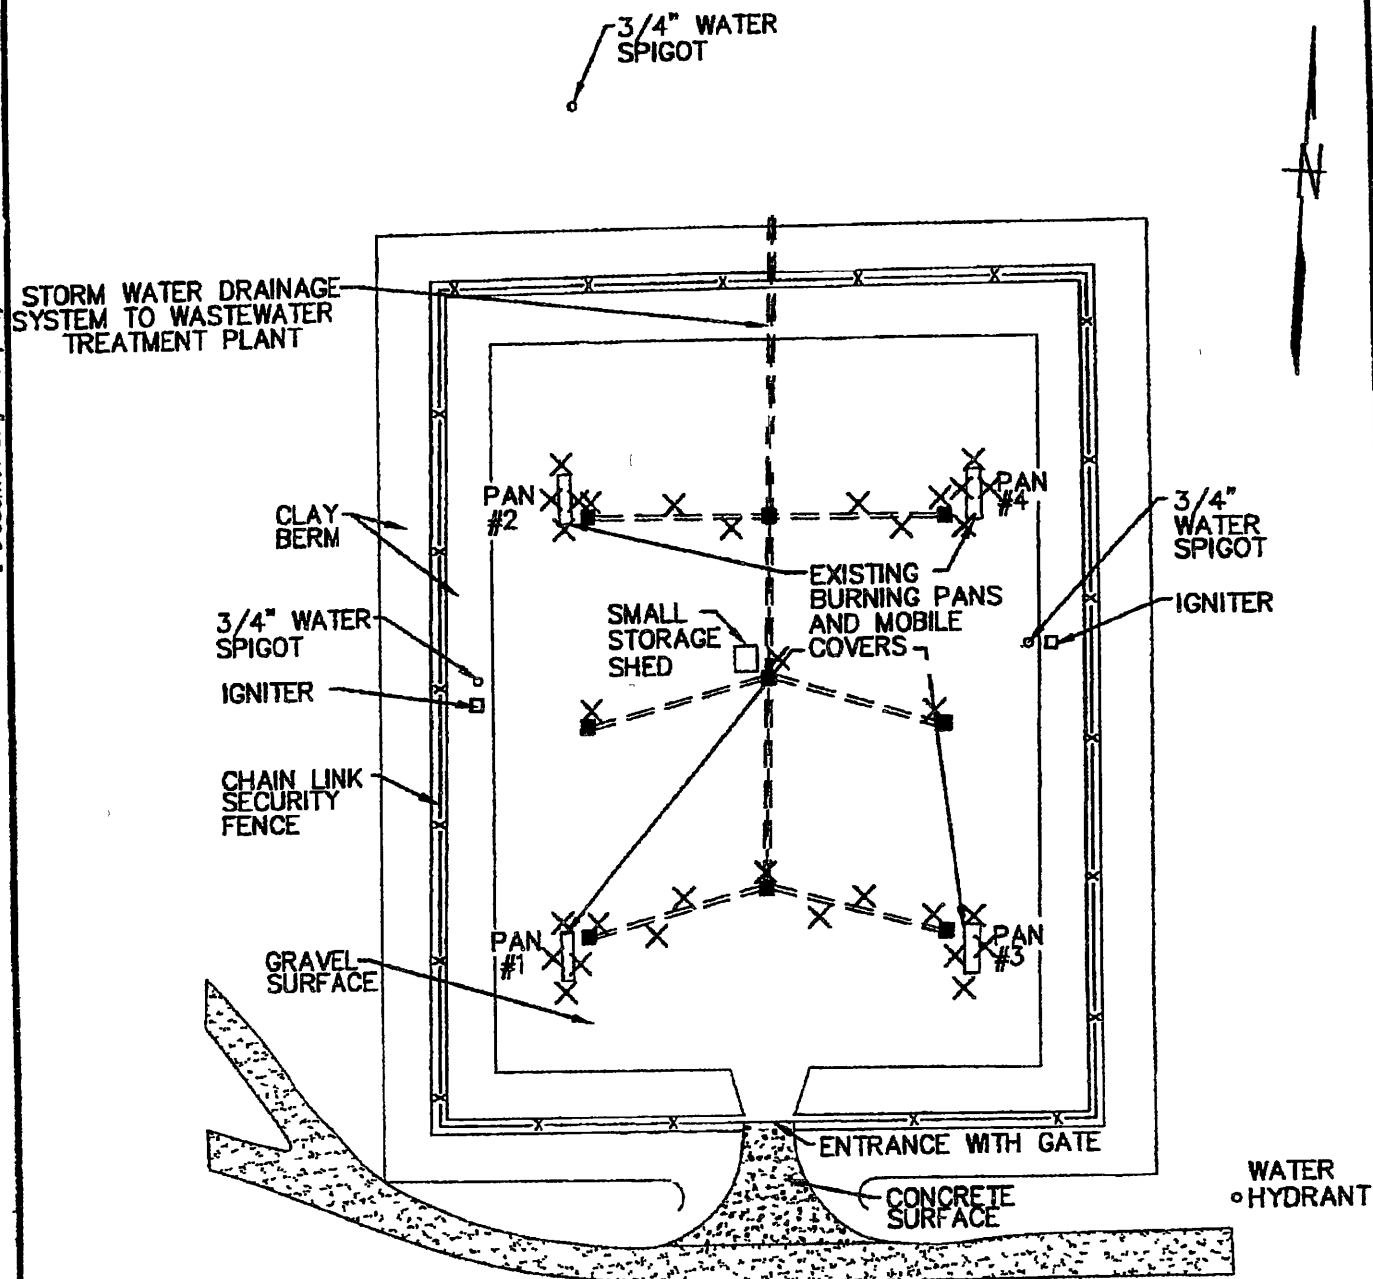 3/4" WATER
SPIGOT
N
STORM WATER DRAINAGE
SYSTEM TO WASTEWATER
TREATMENT PLANT
PAN
#2
PAN
#4
CLAY
BERM
3/4"
WATER
SPIGOT
EXISTING
BURNING PANS
AND MOBILE
COVERS
IGNITER
SMALL
STORAGE
SHED
3/4" WATER
SPIGOT
IGNITER
CHAIN LINK
SECURITY
FENCE
PAN
#1
PAN
#3
GRAVEL
SURFACE
ENTRANCE WITH GATE
CONCRETE
SURFACE
WATER
HYDRANT